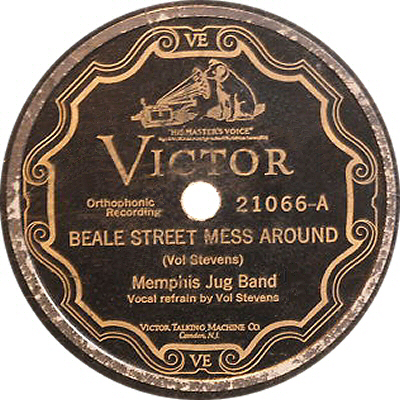 VE
"HIS MASTER'S VOICE"
VICTOR
Orthophonic
Recording
21066-A
BEALE STREET MESS AROUND
(Vol Stevens)
Memphis Jug Band
Vocal refrain by Vol Stevens
VICTOR TALKING MACHINE CO.
Camden, N.J.
VE